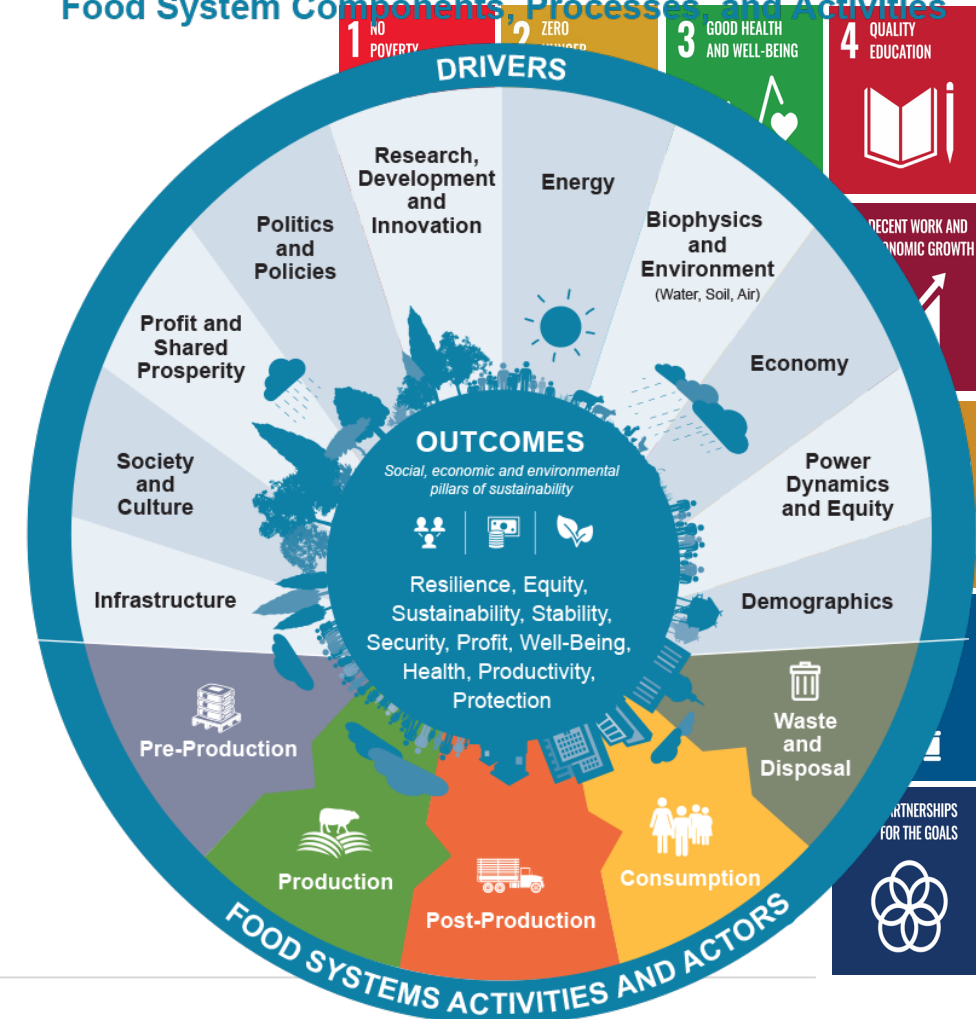 Food System Components, Processes, and Activities
1 NO
POVERTY
2 ZERO
3 GOOD HEALTH
AND WELL-BEING
4 QUALITY
EDUCATION
DECENT WORK AND
ECONOMIC GROWTH
PARTNERSHIPS
FOR THE GOALS
DRIVERS
Research,
Development
and
Innovation
Energy
Politics
and
Policies
Biophysics
and
Environment
(Water, Soil, Air)
Profit and
Shared
Prosperity
Economy
Society
and
Culture
Power
Dynamics
and Equity
Infrastructure
Demographics
OUTCOMES
Social, economic and environmental
pillars of sustainability
Resilience, Equity,
Sustainability, Stability,
Security, Profit, Well-Being,
Health, Productivity,
Protection
Pre-Production
Production
Post-Production
Consumption
Waste
and
Disposal
FOOD SYSTEMS ACTIVITIES AND ACTORS